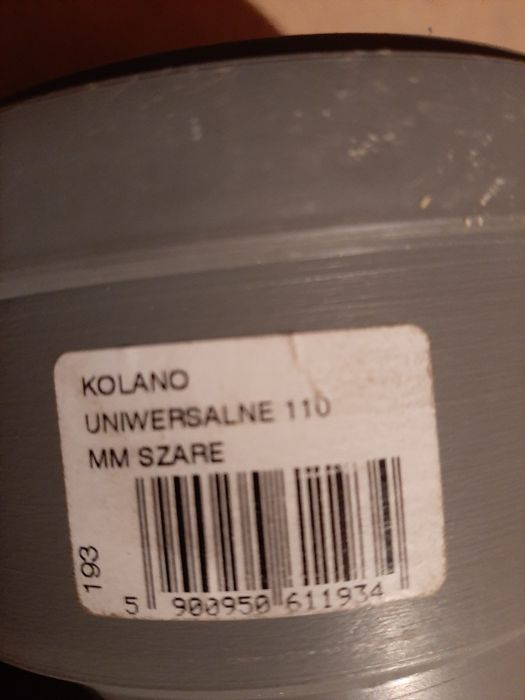 KOLANO
UNIWERSALNE 110
MM SZARE
193
5 900950 611934